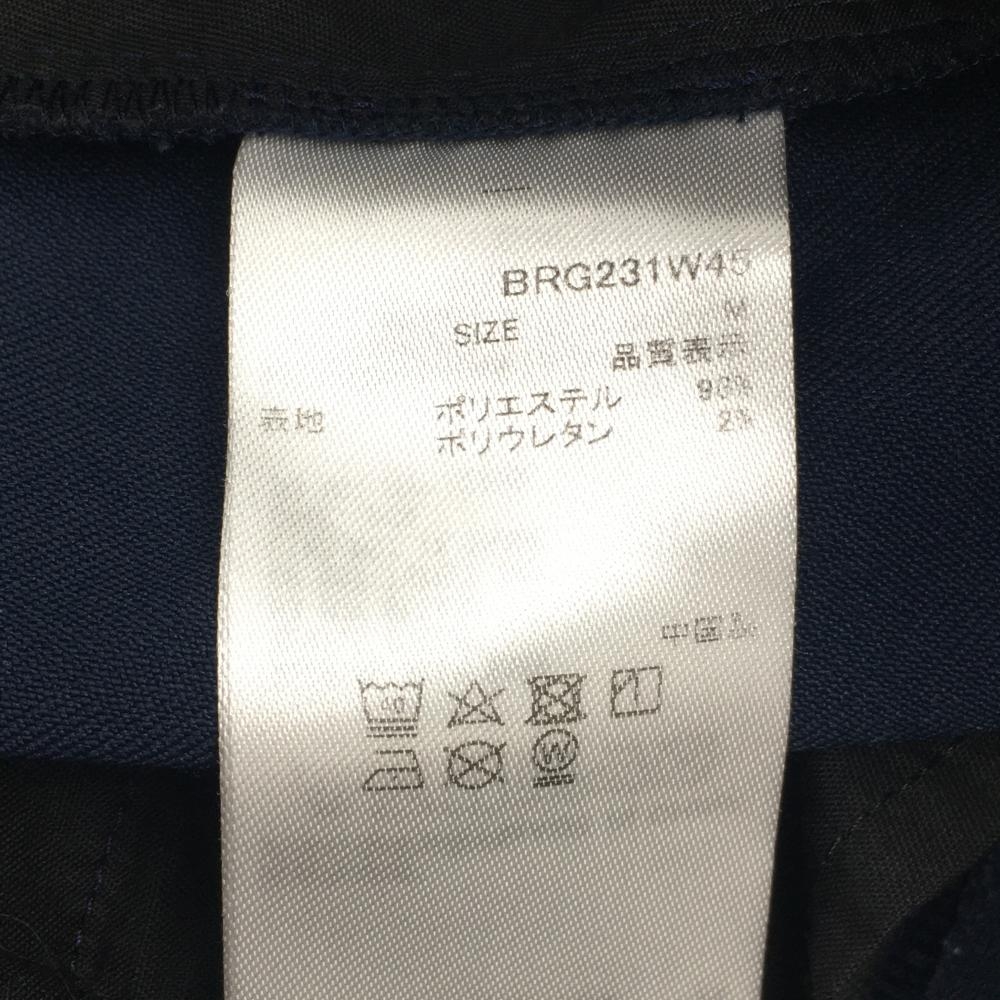 BRG231W45
SIZE M
品質表示
表地 ポリエステル 98%
ポリウレタン 2%
中国製